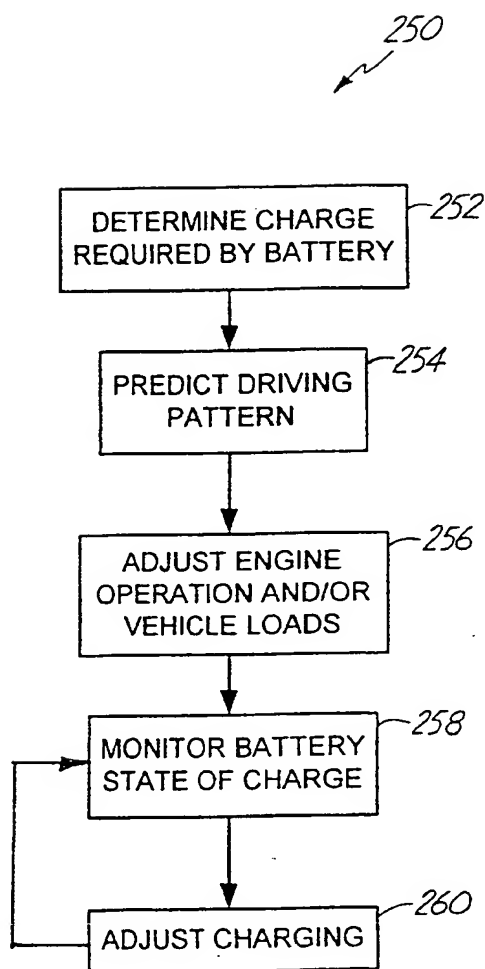 250
DETERMINE CHARGE
REQUIRED BY BATTERY
252
PREDICT DRIVING
PATTERN
254
ADJUST ENGINE
OPERATION AND/OR
VEHICLE LOADS
256
MONITOR BATTERY
STATE OF CHARGE
258
ADJUST CHARGING
260